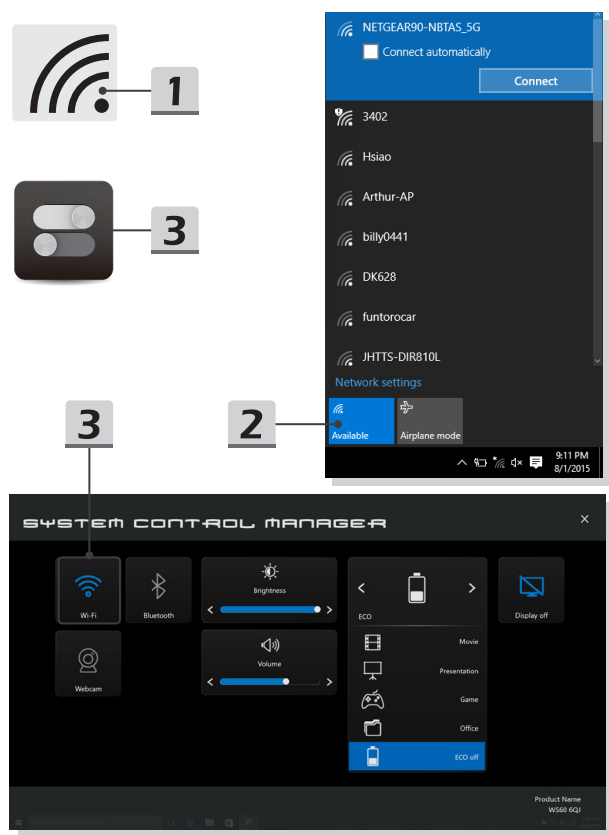 1
3
NETGEAR90-NBTAS_5G
Connect automatically
Connect
3402
Hsiao
Arthur-AP
billy0441
DK628
funtorocar
JHTTS-DIR810L
Network settings
Available
Airplane mode
9:11 PM
8/1/2015
2
3
SYSTEM CONTROL MANAGER
Wi-Fi
Bluetooth
Brightness
ECO
Display off
Webcam
Volume
Movie
Presentation
Game
Office
ECO off
Product Name
WS60 6QJ